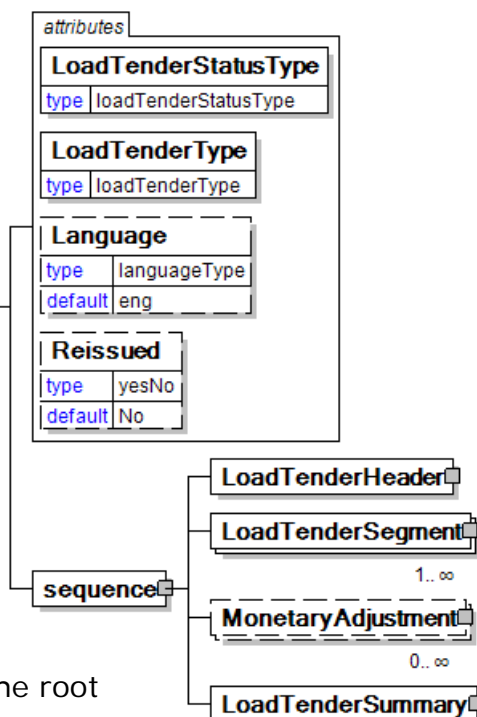 attributes
LoadTenderStatusType
type loadTenderStatusType
LoadTenderType
type loadTenderType
Language
type languageType
default eng
Reissued
type yesNo
default No
LoadTenderHeader
LoadTenderSegment
1.. ∞
sequence
MonetaryAdjustment
0.. ∞
root
LoadTenderSummary